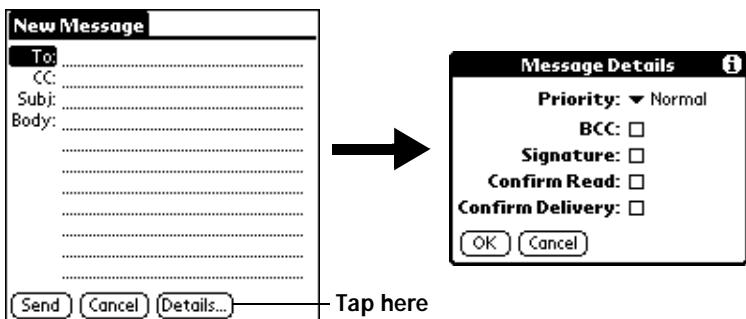 New Message
To:
CC:
Subj:
Body:
Send Cancel Details...
Tap here
Message Details i
Priority: Normal
BCC:
Signature:
Confirm Read:
Confirm Delivery:
OK Cancel